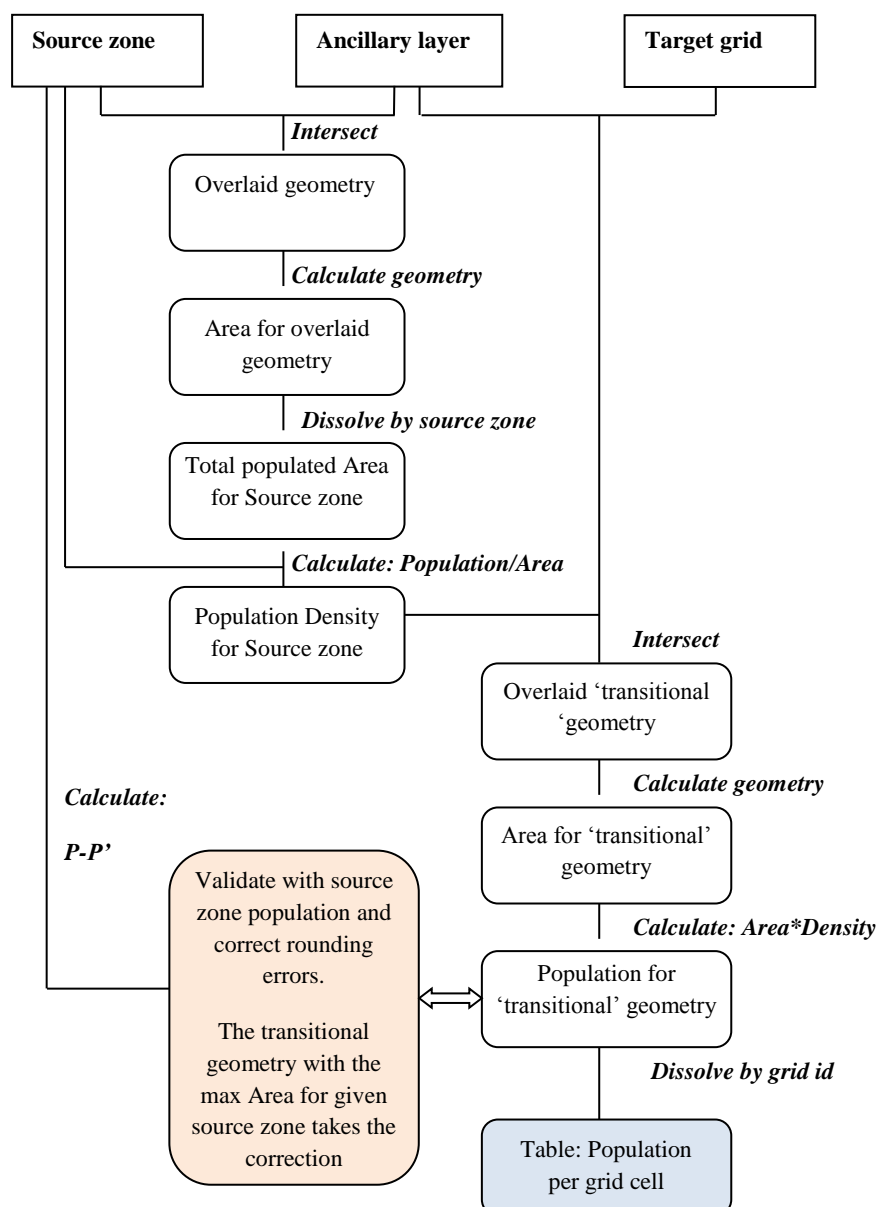 Source zone
Ancillary layer
Target grid
Intersect
Overlaid geometry
Calculate geometry
Area for overlaid
geometry
Dissolve by source zone
Total populated Area
for Source zone
Calculate: Population/Area
Population Density
for Source zone
Intersect
Overlaid ‘transitional
‘geometry
Calculate geometry
Area for ‘transitional’
geometry
Calculate: Area*Density
Population for
‘transitional’ geometry
Calculate:
P-P’
Validate with source
zone population and
correct rounding
errors.
The transitional
geometry with the
max Area for given
source zone takes the
correction
Dissolve by grid id
Table: Population
per grid cell